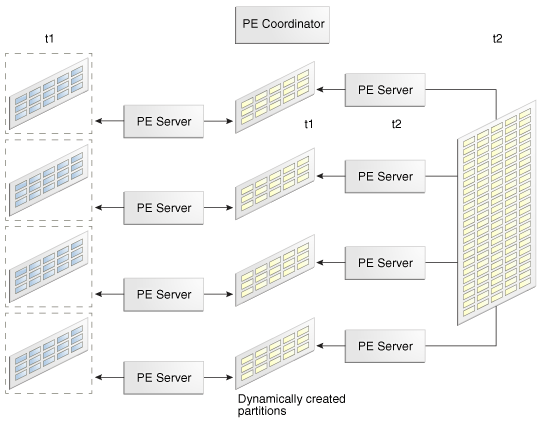 PE Coordinator
t1
t2
PE Server
PE Server
t1
t2
PE Server
PE Server
PE Server
PE Server
PE Server
PE Server
Dynamically created
partitions